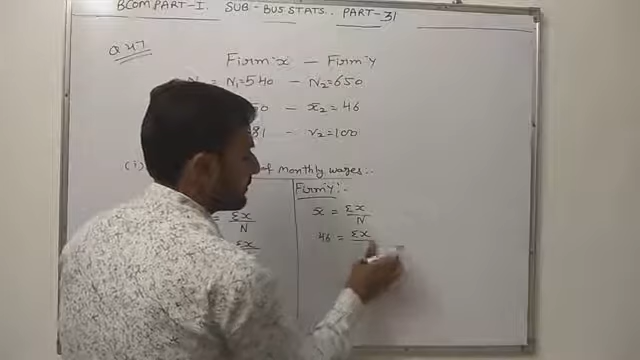 BCOM PART-I. SUB-BUS STATS. PART-31
Q 47
Firm:x — Firm:y
N₁=540 — N₂=650
50 — x̄₂=46
81 — v₂=100
(i) of monthly wages:-
Firm Y:-
= Σx/N
x̄ = Σx/N
Σx
46 = Σx